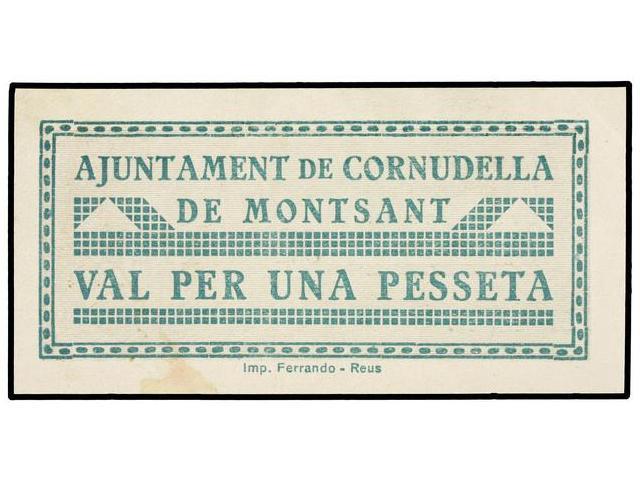 AJUNTAMENT DE CORNUDELLA
DE MONTSANT
VAL PER UNA PESSETA
Imp. Ferrando - Reus